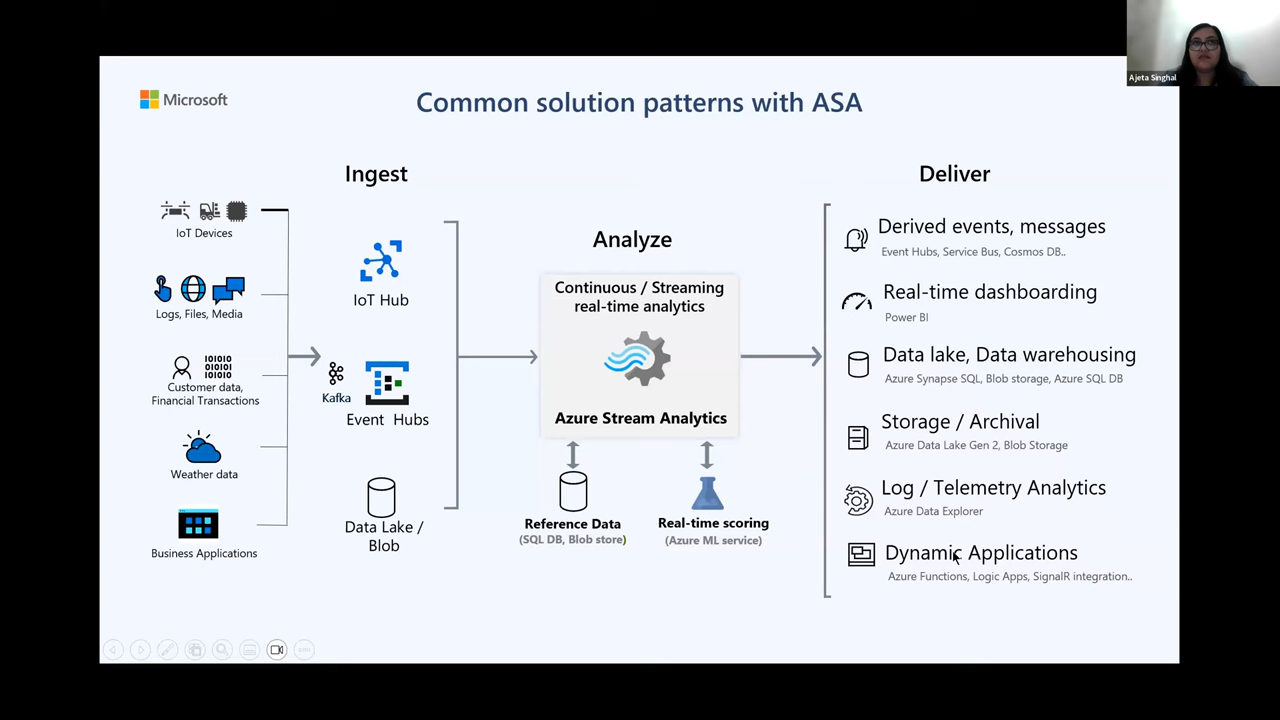 Ajeta Singhal
Microsoft
Common solution patterns with ASA
Ingest
IoT Devices
Logs, Files, Media
Customer data,
Financial Transactions
Weather data
Business Applications
IoT Hub
Kafka
Event Hubs
Data Lake /
Blob
Analyze
Continuous / Streaming
real-time analytics
Azure Stream Analytics
Reference Data
(SQL DB, Blob store)
Real-time scoring
(Azure ML service)
Deliver
Derived events, messages
Event Hubs, Service Bus, Cosmos DB..
Real-time dashboarding
Power BI
Data lake, Data warehousing
Azure Synapse SQL, Blob storage, Azure SQL DB
Storage / Archival
Azure Data Lake Gen 2, Blob Storage
Log / Telemetry Analytics
Azure Data Explorer
Dynamic Applications
Azure Functions, Logic Apps, SignalR integration..